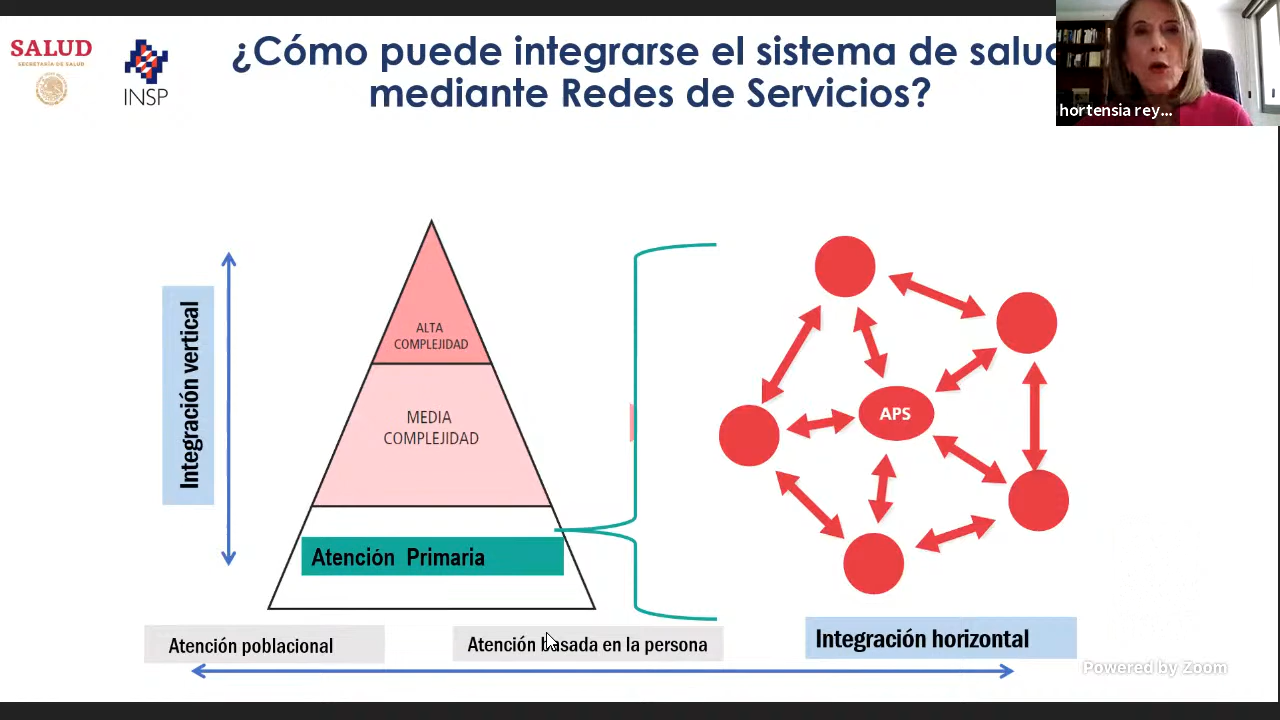 SALUD
SECRETARÍA DE SALUD
INSP
¿Cómo puede integrarse el sistema de salud
mediante Redes de Servicios?
hortensia rey...
Integración vertical
ALTA
COMPLEJIDAD
MEDIA
COMPLEJIDAD
Atención Primaria
APS
Atención poblacional
Atención basada en la persona
Integración horizontal
Powered by Zoom